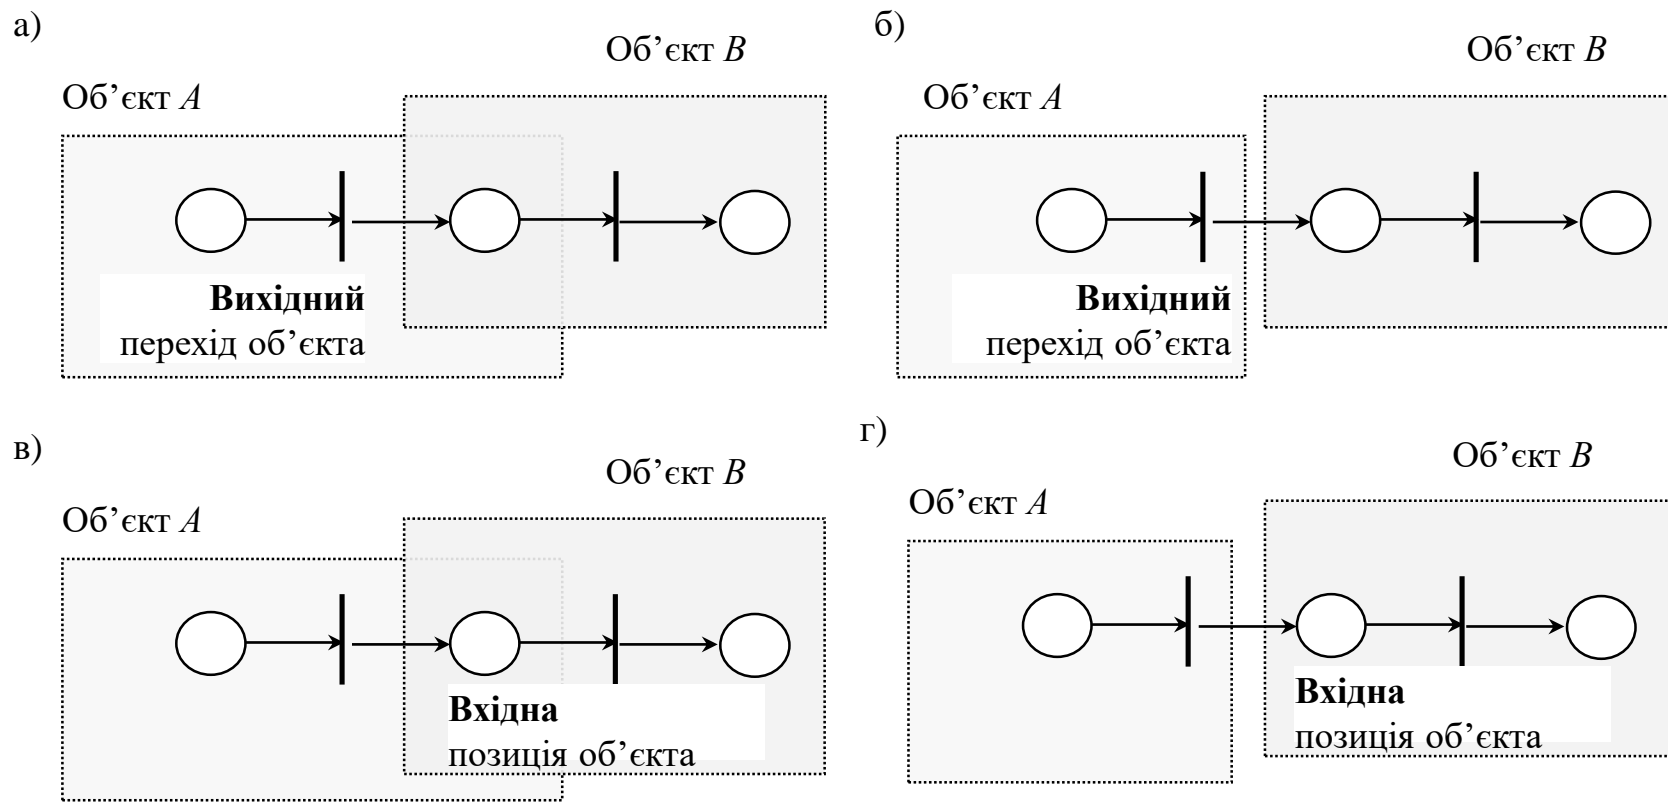 а)
Об’єкт B
Об’єкт A
Вихідний
перехід об’єкта
б)
Об’єкт B
Об’єкт A
Вихідний
перехід об’єкта
в)
Об’єкт B
Об’єкт A
Вхідна
позиція об’єкта
г)
Об’єкт B
Об’єкт A
Вхідна
позиція об’єкта